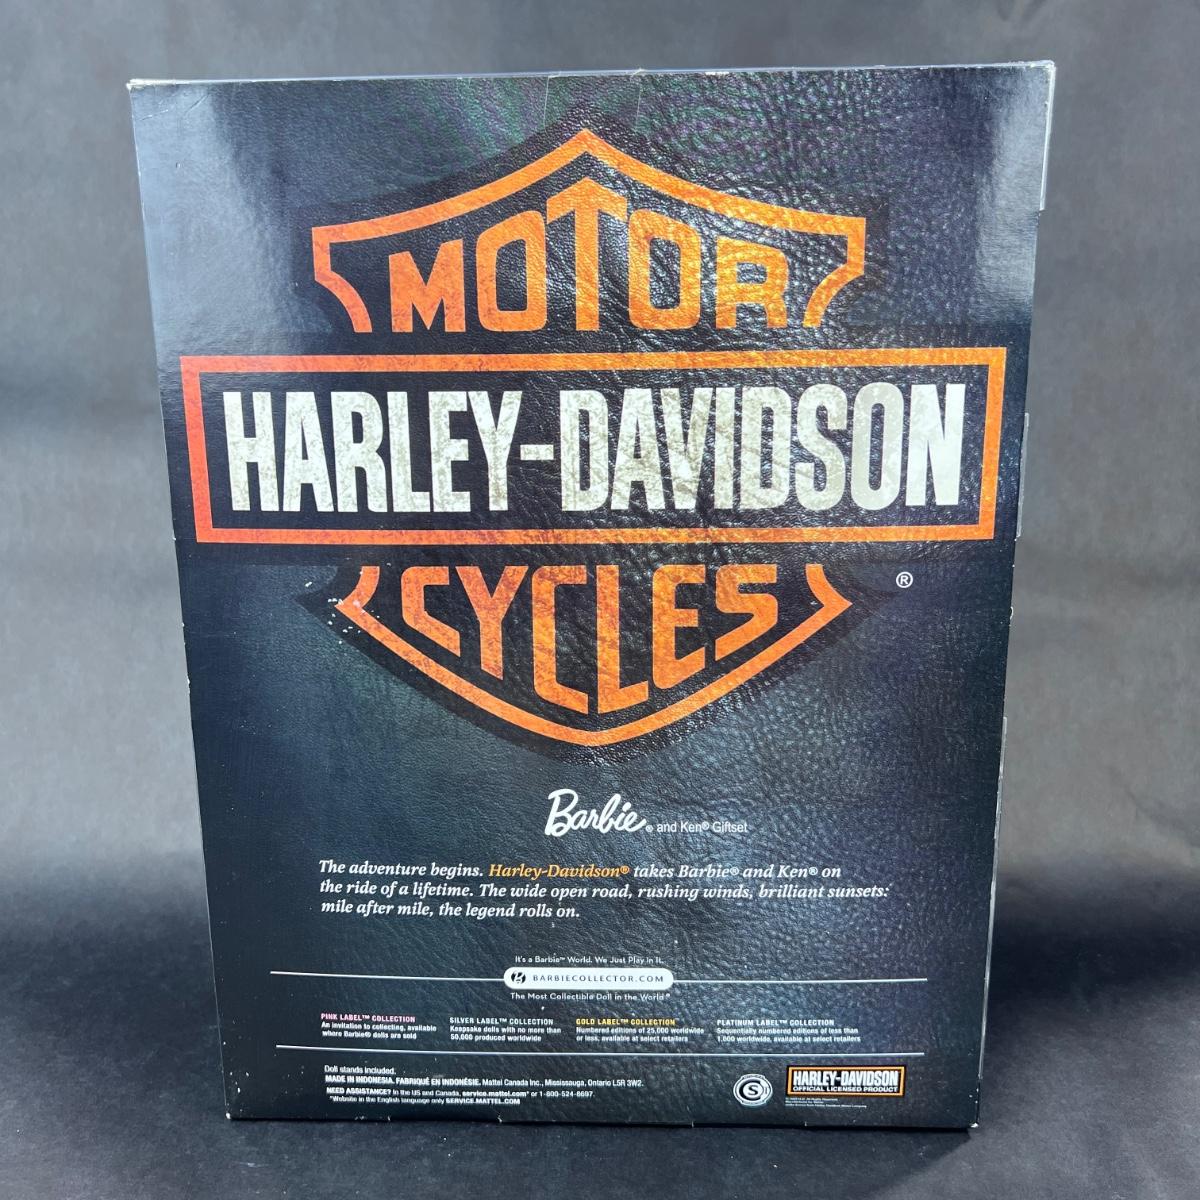 MOTOR
HARLEY-DAVIDSON
CYCLES
®
Barbie® and Ken® Giftset
The adventure begins. Harley-Davidson® takes Barbie® and Ken® on
the ride of a lifetime. The wide open road, rushing winds, brilliant sunsets:
mile after mile, the legend rolls on.
It's a Barbie™ World. We Just Play in It.
B BARBIECOLLECTOR.COM
The Most Collectible Doll in the World®
PINK LABEL™ COLLECTION
An invitation to collecting, available
where Barbie® dolls are sold
SILVER LABEL™ COLLECTION
Keepsake dolls with no more than
50,000 produced worldwide
GOLD LABEL™ COLLECTION
Numbered editions of 25,000 worldwide
or less, available at select retailers
PLATINUM LABEL™ COLLECTION
Sequentially numbered editions of less than
1,000 worldwide, available at select retailers
Doll stands included.
MADE IN INDONESIA. FABRIQUÉ EN INDONÉSIE. Mattel Canada Inc., Mississauga, Ontario L5R 3W2.
NEED ASSISTANCE? In the US and Canada, service.mattel.com* or 1-800-524-8697.
*Website in the English language only SERVICE.MATTEL.COM
S
HARLEY-DAVIDSON
OFFICIAL LICENSED PRODUCT